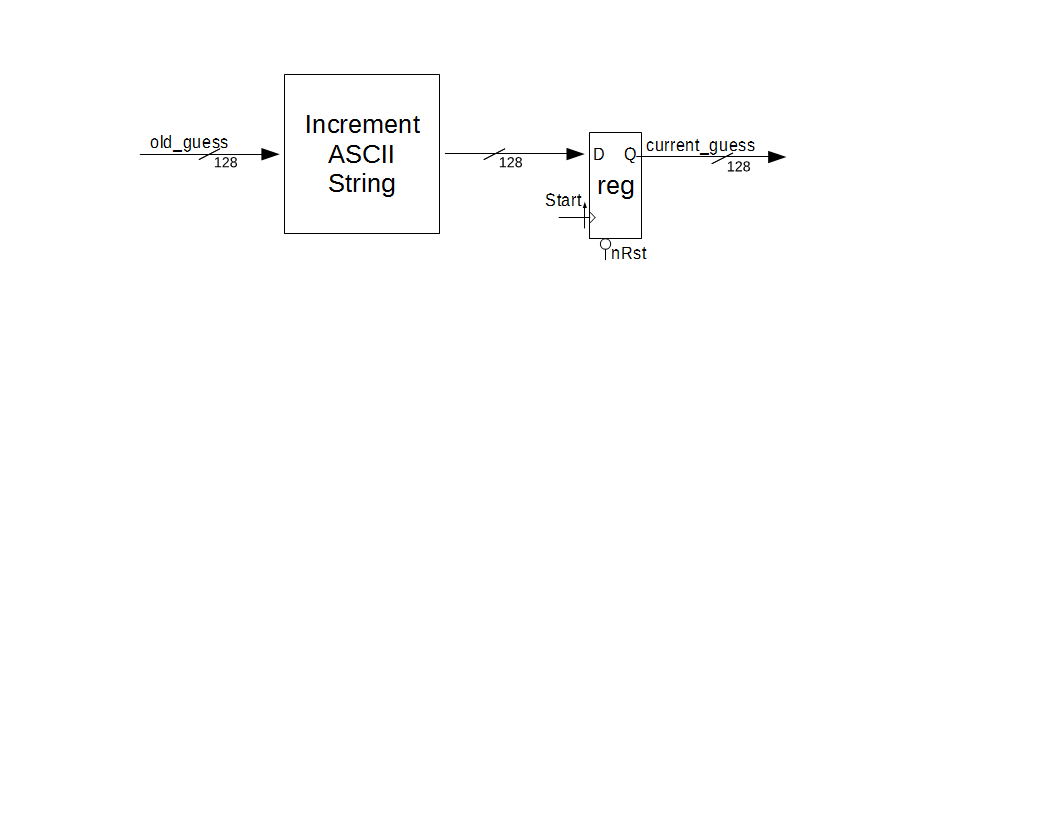 old_guess
128
Increment
ASCII
String
128
D Q
reg
Start
nRst
current_guess
128